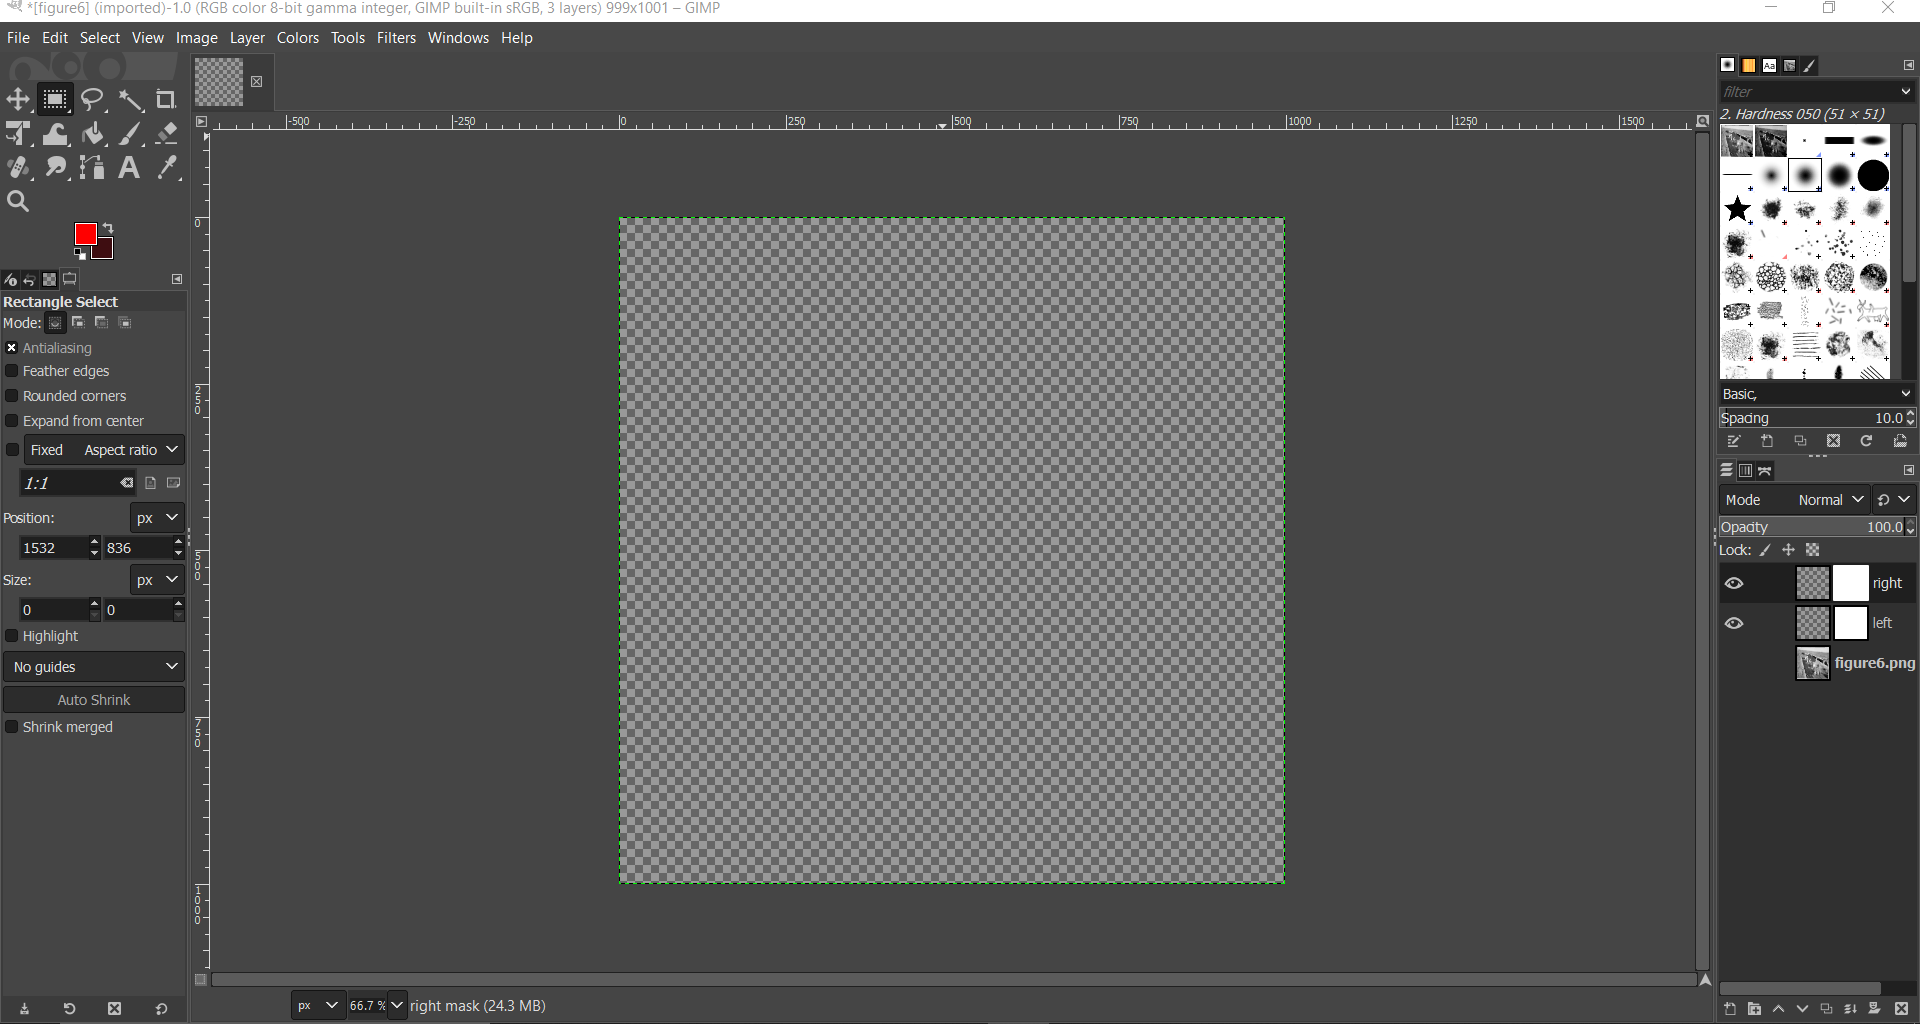 *[figure6] (imported)-1.0 (RGB color 8-bit gamma integer, GIMP built-in sRGB, 3 layers) 999x1001 – GIMP
File Edit Select View Image Layer Colors Tools Filters Windows Help
-500 -250 0 250 500 750 1000 1250 1500
filter
2. Hardness 050 (51 × 51)
0
250
500
750
1000
Rectangle Select
Mode:
Antialiasing
Feather edges
Rounded corners
Expand from center
Fixed Aspect ratio
1:1
Position: px
1532 836
Size: px
0 0
Highlight
No guides
Auto Shrink
Shrink merged
Aa
Basic,
Spacing 10.0
Mode Normal
Opacity 100.0
Lock:
right
left
figure6.png
px 66.7 % right mask (24.3 MB)